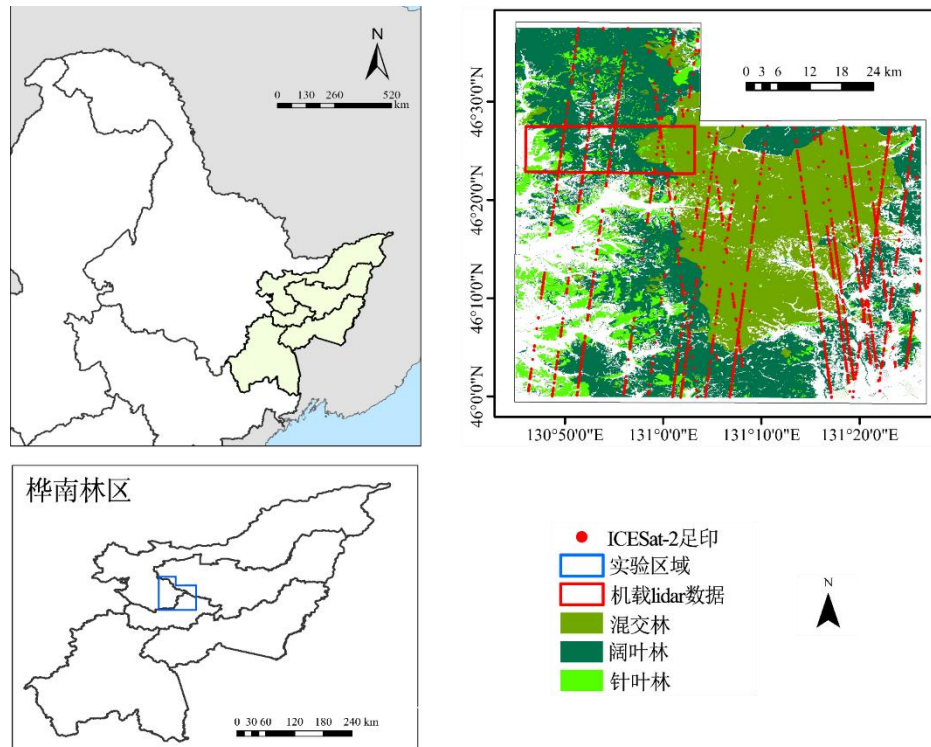 N
0 130 260 520
km
桦南林区
0 30 60 120 180 240 km
N
0 3 6 12 18 24 km
46°30'0"N
46°20'0"N
46°10'0"N
46°0'0"N
130°50'0"E 131°0'0"E 131°10'0"E 131°20'0"E
ICESat-2足印
实验区域
机载lidar数据
混交林
阔叶林
针叶林
N